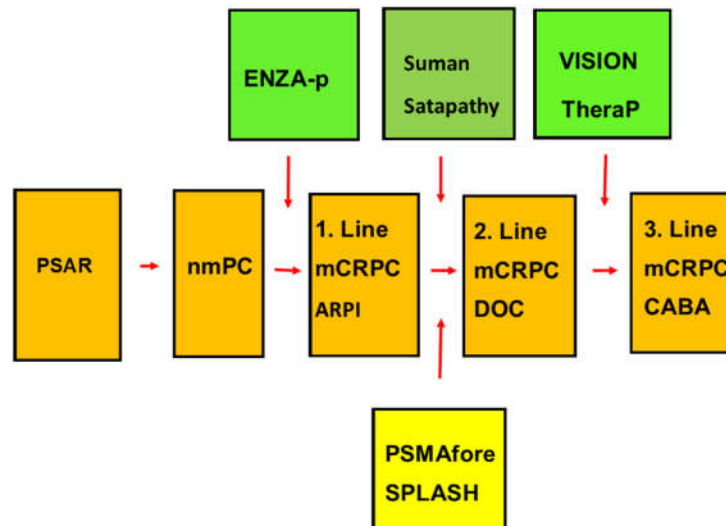 ENZA-p
Suman
Satapathy
VISION
TheraP
PSAR
nmPC
1. Line
mCRPC
ARPI
2. Line
mCRPC
DOC
3. Line
mCRPC
CABA
PSMAfore
SPLASH